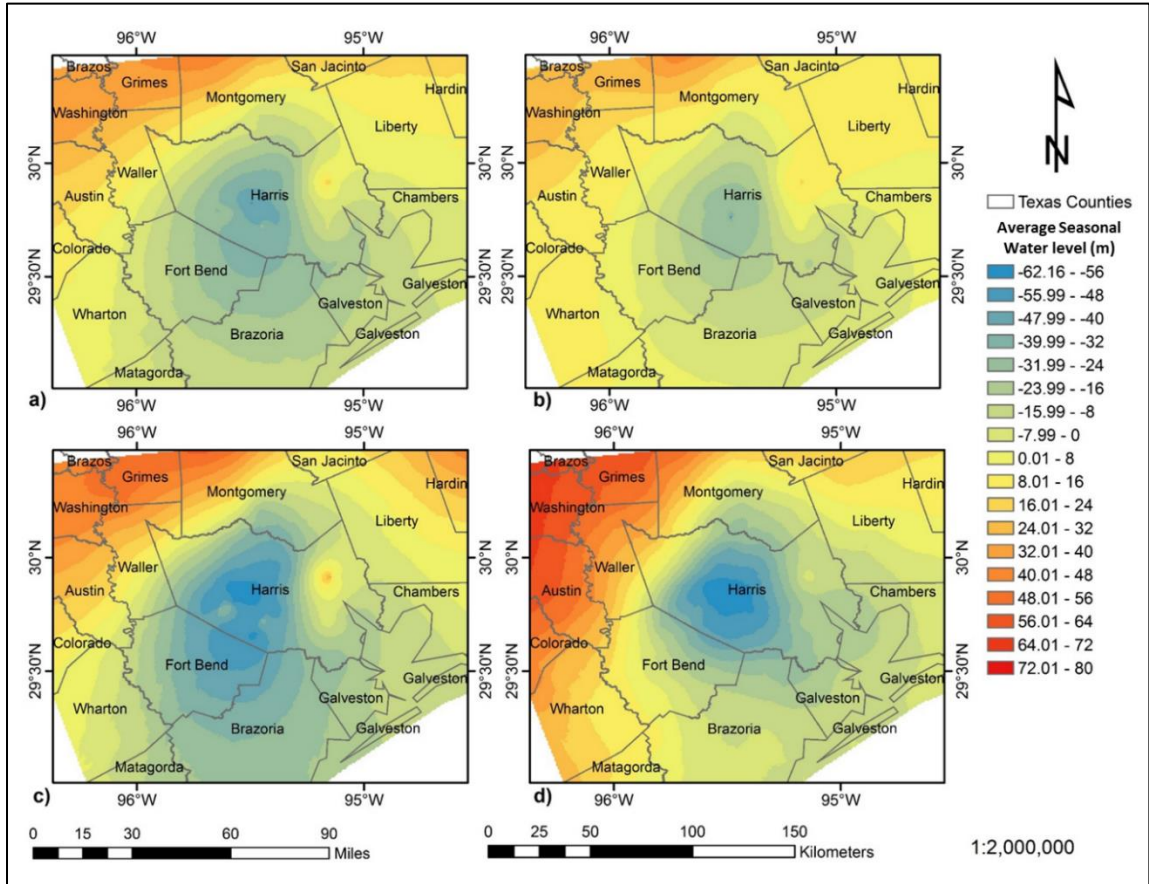 96°W 95°W 96°W 95°W
Brazos San Jacinto Brazos San Jacinto
Grimes Grimes
Montgomery Hardin Montgomery Hardin
Washington Washington
Liberty Liberty
30°N 30°N 30°N
Waller Waller
Austin Harris Chambers Austin Harris Chambers
Colorado Colorado
Fort Bend Fort Bend
29°30'N 29°30'N 29°30'N
Galveston Galveston Galveston Galveston
Wharton Wharton
Brazoria Galveston Brazoria Galveston
Matagorda Matagorda
a) b)
96°W 95°W 96°W 95°W
96°W 95°W 96°W 95°W
Brazos San Jacinto Brazos San Jacinto
Grimes Grimes
Montgomery Hardin Montgomery Hardin
Washington Washington
Liberty Liberty
30°N 30°N 30°N
Waller Waller
Austin Harris Chambers Austin Harris Chambers
Colorado Colorado
Fort Bend Fort Bend
29°30'N 29°30'N 29°30'N
Galveston Galveston Galveston Galveston
Wharton Wharton
Brazoria Galveston Brazoria Galveston
Matagorda Matagorda
c) d)
96°W 95°W 96°W 95°W
N
Texas Counties
Average Seasonal
Water level (m)
-62.16 - -56
-55.99 - -48
-47.99 - -40
-39.99 - -32
-31.99 - -24
-23.99 - -16
-15.99 - -8
-7.99 - 0
0.01 - 8
8.01 - 16
16.01 - 24
24.01 - 32
32.01 - 40
40.01 - 48
48.01 - 56
56.01 - 64
64.01 - 72
72.01 - 80
0 15 30 60 90
Miles
0 25 50 100 150
Kilometers
1:2,000,000